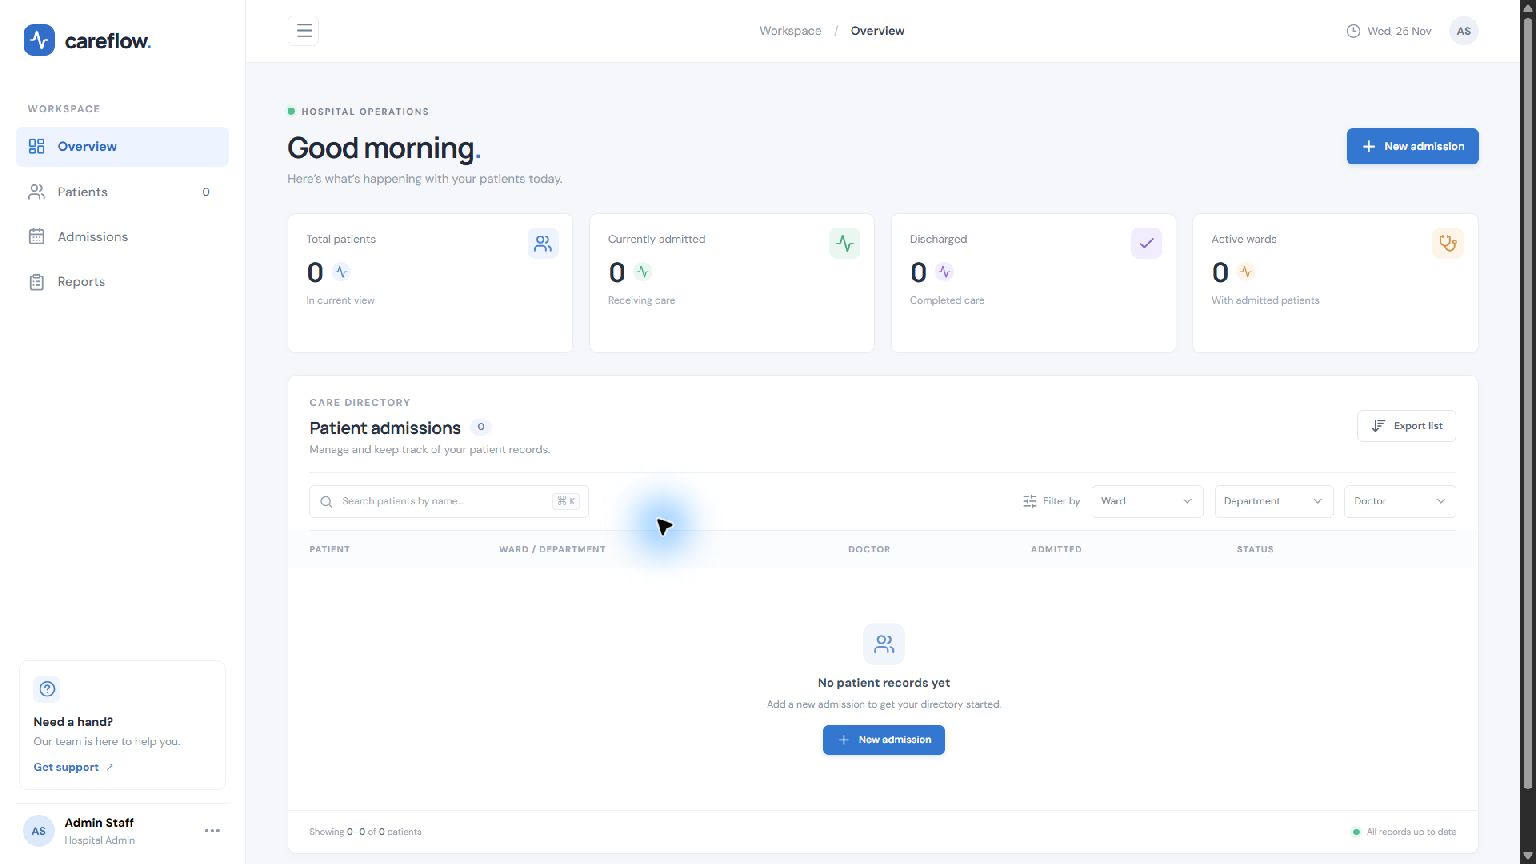 careflow.
WORKSPACE
Overview
Patients 0
Admissions
Reports
Need a hand?
Our team is here to help you.
Get support ↗
AS
Admin Staff
Hospital Admin
Workspace / Overview
Wed, 26 Nov
AS
HOSPITAL OPERATIONS
Good morning.
Here's what's happening with your patients today.
New admission
Total patients
0
In current view
Currently admitted
0
Receiving care
Discharged
0
Completed care
Active wards
0
With admitted patients
CARE DIRECTORY
Patient admissions 0
Manage and keep track of your patient records.
Export list
Search patients by name... ⌘ K
Filter by
Ward
Department
Doctor
PATIENT WARD / DEPARTMENT DOCTOR ADMITTED STATUS
No patient records yet
Add a new admission to get your directory started.
New admission
Showing 0–0 of 0 patients
All records up to date